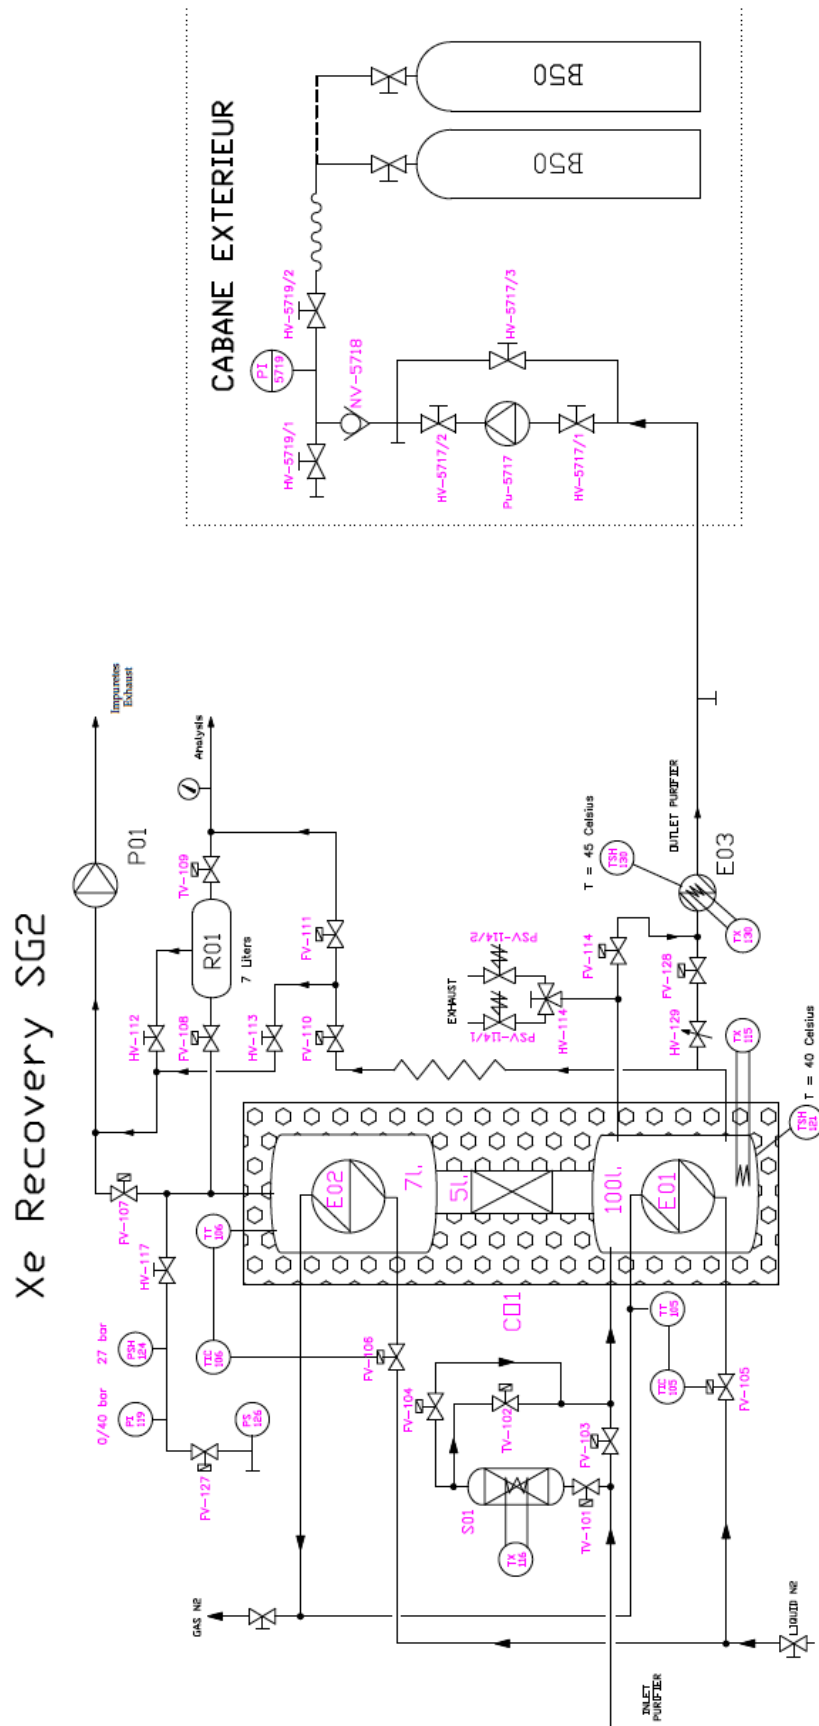 Xe Recovery SG2
CABANE EXTERIEUR
B50
B50
HV-5719/2
PI
5719
HV-5719/1
NV-5718
HV-5717/3
HV-5717/2
Pu-5717
HV-5717/1
Impuretes
Exhaust
P01
Analysis
TV-109
R01
7 Liters
HV-112
FV-108
HV-113
FV-111
FV-110
FV-107
HV-117
PSH
124
27 bar
PI
119
0/40 bar
FV-127
PS
126
TT
106
TIC
106
FV-106
E02
7l.
5l.
100l.
E01
C01
EXHAUST
PSV-114/2
PSV-114/1
HV-114
FV-114
FV-128
HV-129
T = 45 Celsius
TSH
130
TX
130
E03
OUTLET PURIFIER
TX
115
TSH
121
T = 40 Celsius
TT
105
TIC
105
FV-105
FV-104
TV-102
FV-103
S01
TV-101
TX
116
GAS N2
LIQUID N2
INLET
PURIFIER